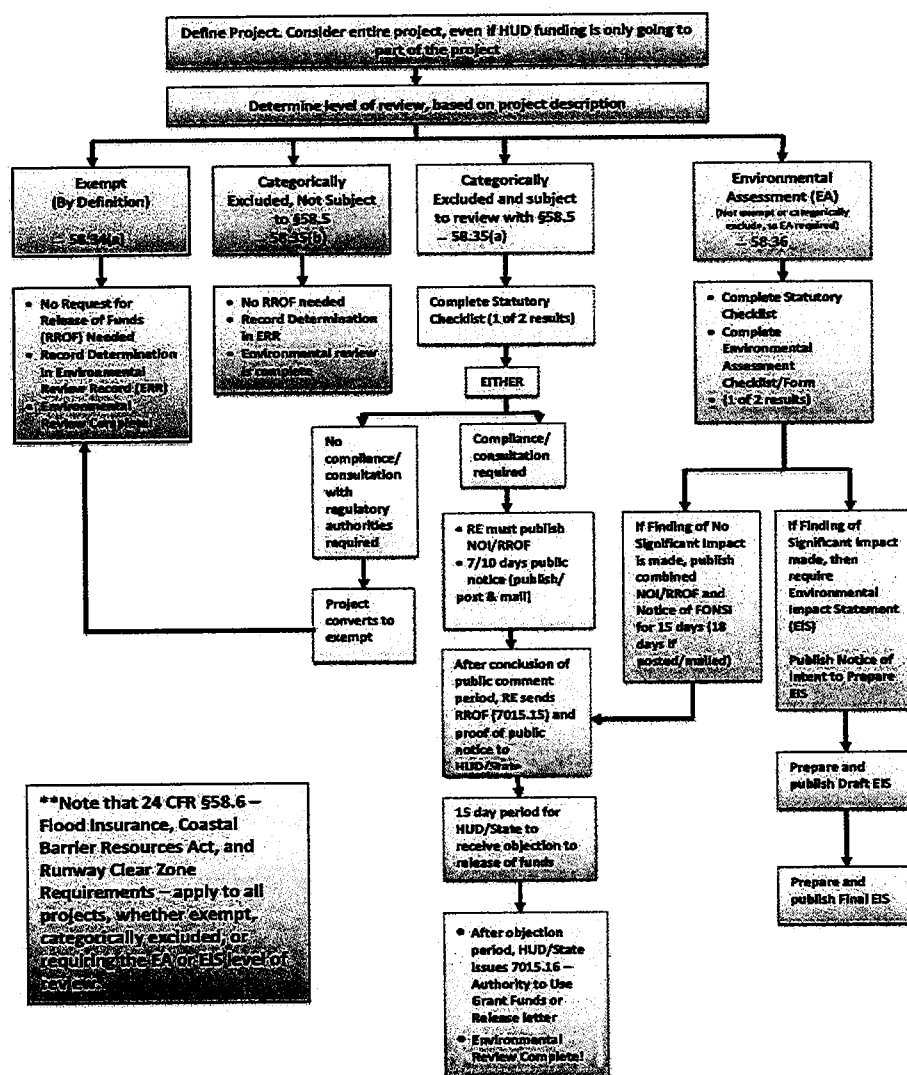 Define Project. Consider entire project, even if HUD funding is only going to
part of the project
Determine level of review, based on project description
Exempt
(By Definition)
– 58.34(a)
Categorically
Excluded, Not Subject
to §58.5
– 58.35(b)
Categorically
Excluded and subject
to review with §58.5
– 58.35(a)
Environmental
Assessment (EA)
(Not exempt or categorically
exclude, so EA required)
– 58.36
• No Request for
Release of Funds
(RROF) Needed
• Record Determination
in Environmental
Review Record (ERR)
• Environmental
Review Complete!
• No RROF needed
• Record Determination
in ERR
• Environmental review
is complete
Complete Statutory
Checklist (1 of 2 results)
• Complete Statutory
Checklist
• Complete
Environmental
Assessment
Checklist/Form
• (1 of 2 results)
EITHER
No
compliance/
consultation
with
regulatory
authorities
required
Compliance/
consultation
required
Project
converts to
exempt
• RE must publish
NOI/RROF
• 7/10 days public
notice (publish/
post & mail)
If Finding of No
Significant Impact
is made, publish
combined
NOI/RROF and
Notice of FONSI
for 15 days (18
days if
posted/mailed)
If Finding of
Significant Impact
made, then
require
Environmental
Impact Statement
(EIS)
Publish Notice of
Intent to Prepare
EIS
After conclusion of
public comment
period, RE sends
RROF (7015.15) and
proof of public
notice to
HUD/State
Prepare and
publish Draft EIS
15 day period for
HUD/State to
receive objection to
release of funds
Prepare and
publish Final EIS
• After objection
period, HUD/State
issues 7015.16 –
Authority to Use
Grant Funds or
Release letter
• Environmental
Review Complete!
**Note that 24 CFR §58.6 –
Flood Insurance, Coastal
Barrier Resources Act, and
Runway Clear Zone
Requirements – apply to all
projects, whether exempt,
categorically excluded, or
requiring the EA or EIS level of
review.